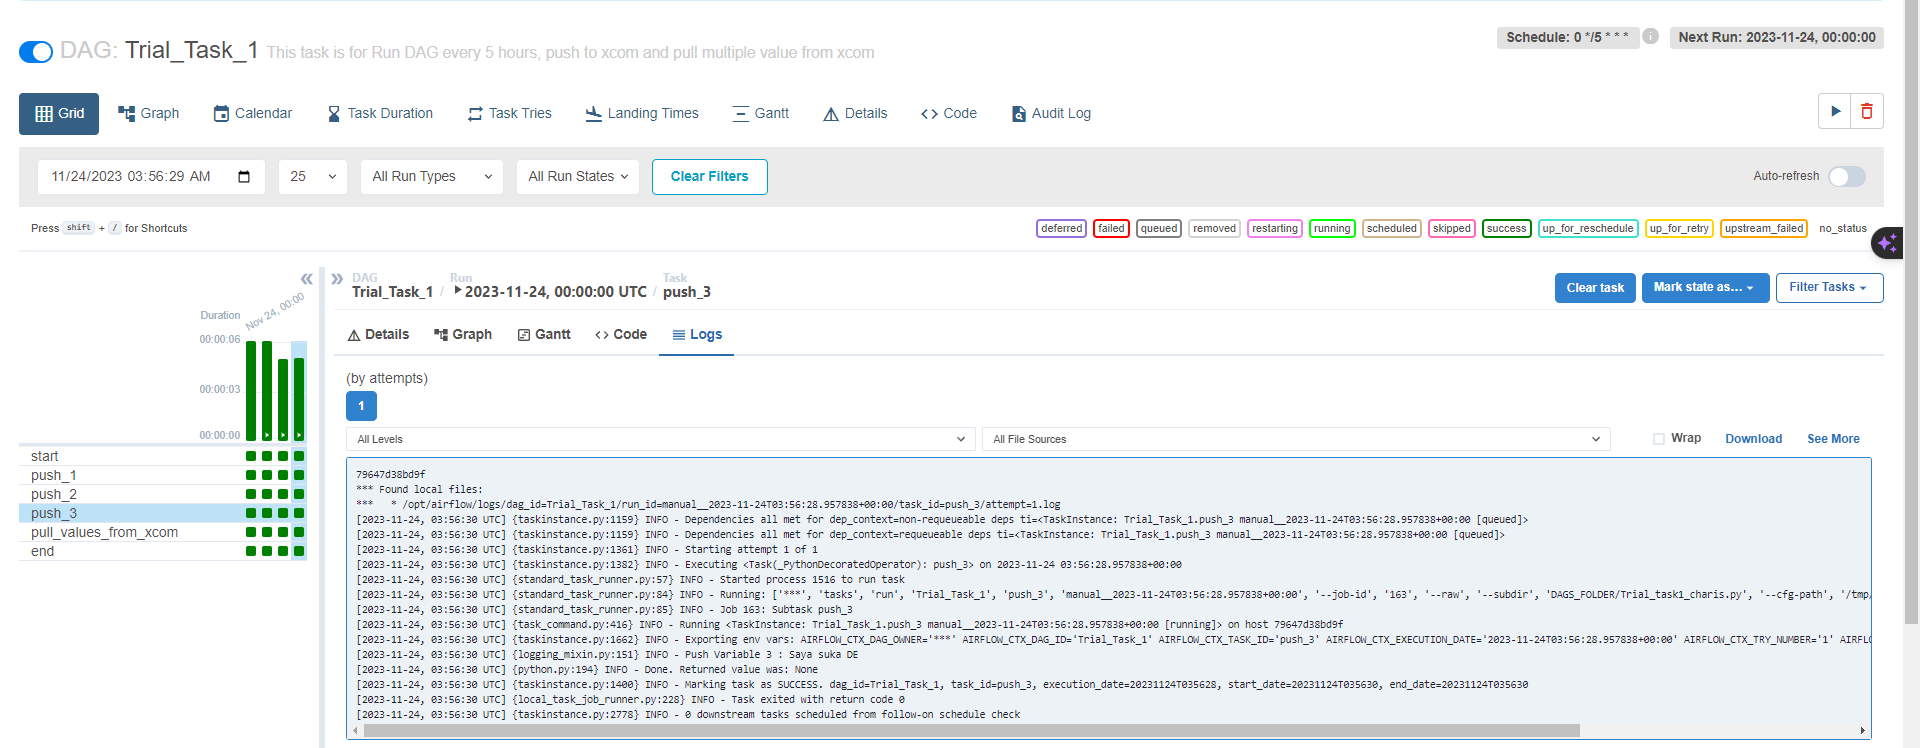 DAG: Trial_Task_1 This task is for Run DAG every 5 hours, push to xcom and pull multiple value from xcom
Schedule: 0 */5 * * *
Next Run: 2023-11-24, 00:00:00
Grid
Graph
Calendar
Task Duration
Task Tries
Landing Times
Gantt
Details
Code
Audit Log
11/24/2023 03:56:29 AM
25
All Run Types
All Run States
Clear Filters
Auto-refresh
Press shift + / for Shortcuts
deferred
failed
queued
removed
restarting
running
scheduled
skipped
success
up_for_reschedule
up_for_retry
upstream_failed
no_status
Duration
Nov 24, 00:00
00:00:06
00:00:03
00:00:00
start
push_1
push_2
push_3
pull_values_from_xcom
end
DAG
Trial_Task_1 /
Run
2023-11-24, 00:00:00 UTC /
Task
push_3
Clear task
Mark state as...
Filter Tasks
Details
Graph
Gantt
Code
Logs
(by attempts)
1
All Levels
All File Sources
Wrap
Download
See More
79647d38bd9f
*** Found local files:
***   * /opt/airflow/logs/dag_id=Trial_Task_1/run_id=manual__2023-11-24T03:56:28.957838+00:00/task_id=push_3/attempt=1.log
[2023-11-24, 03:56:30 UTC] {taskinstance.py:1159} INFO - Dependencies all met for dep_context=non-requeueable deps ti=<TaskInstance: Trial_Task_1.push_3 manual__2023-11-24T03:56:28.957838+00:00 [queued]>
[2023-11-24, 03:56:30 UTC] {taskinstance.py:1159} INFO - Dependencies all met for dep_context=requeueable deps ti=<TaskInstance: Trial_Task_1.push_3 manual__2023-11-24T03:56:28.957838+00:00 [queued]>
[2023-11-24, 03:56:30 UTC] {taskinstance.py:1361} INFO - Starting attempt 1 of 1
[2023-11-24, 03:56:30 UTC] {taskinstance.py:1382} INFO - Executing <Task(_PythonDecoratedOperator): push_3> on 2023-11-24 03:56:28.957838+00:00
[2023-11-24, 03:56:30 UTC] {standard_task_runner.py:57} INFO - Started process 1516 to run task
[2023-11-24, 03:56:30 UTC] {standard_task_runner.py:84} INFO - Running: ['***', 'tasks', 'run', 'Trial_Task_1', 'push_3', 'manual__2023-11-24T03:56:28.957838+00:00', '--job-id', '163', '--raw', '--subdir', 'DAGS_FOLDER/Trial_task1_charis.py', '--cfg-path', '/tmp/
[2023-11-24, 03:56:30 UTC] {standard_task_runner.py:85} INFO - Job 163: Subtask push_3
[2023-11-24, 03:56:30 UTC] {task_command.py:416} INFO - Running <TaskInstance: Trial_Task_1.push_3 manual__2023-11-24T03:56:28.957838+00:00 [running]> on host 79647d38bd9f
[2023-11-24, 03:56:30 UTC] {taskinstance.py:1662} INFO - Exporting env vars: AIRFLOW_CTX_DAG_OWNER='***' AIRFLOW_CTX_DAG_ID='Trial_Task_1' AIRFLOW_CTX_TASK_ID='push_3' AIRFLOW_CTX_EXECUTION_DATE='2023-11-24T03:56:28.957838+00:00' AIRFLOW_CTX_TRY_NUMBER='1' AIRFLO
[2023-11-24, 03:56:30 UTC] {logging_mixin.py:151} INFO - Push Variable 3 : Saya suka DE
[2023-11-24, 03:56:30 UTC] {python.py:194} INFO - Done. Returned value was: None
[2023-11-24, 03:56:30 UTC] {taskinstance.py:1400} INFO - Marking task as SUCCESS. dag_id=Trial_Task_1, task_id=push_3, execution_date=20231124T035628, start_date=20231124T035630, end_date=20231124T035630
[2023-11-24, 03:56:30 UTC] {local_task_job_runner.py:228} INFO - Task exited with return code 0
[2023-11-24, 03:56:30 UTC] {taskinstance.py:2778} INFO - 0 downstream tasks scheduled from follow-on schedule check